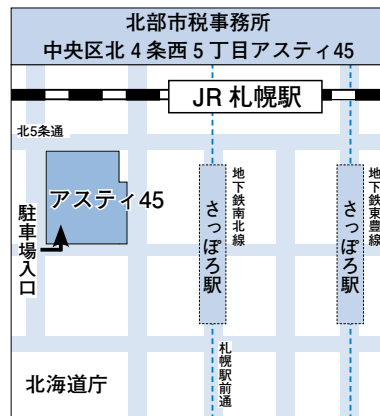 北部市税事務所
中央区北4条西5丁目アスティ45
JR 札幌駅
北5条通
アスティ45
駐車場入口
さっぽろ駅
地下鉄南北線
さっぽろ駅
地下鉄東豊線
札幌駅前通
北海道庁